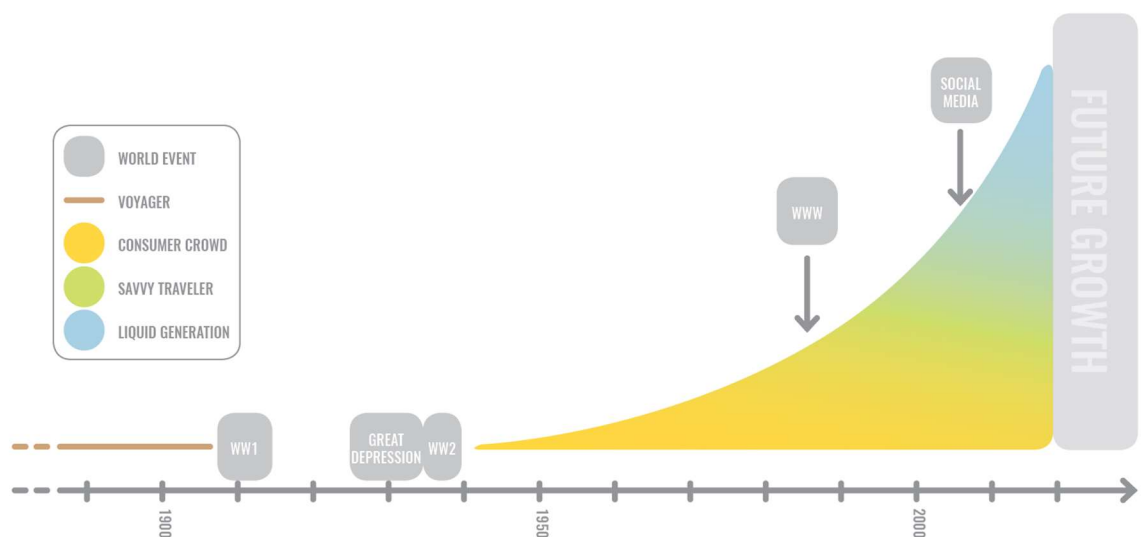 WORLD EVENT
VOYAGER
CONSUMER CROWD
SAVVY TRAVELER
LIQUID GENERATION
SOCIAL
MEDIA
WWW
FUTURE GROWTH
WW1
GREAT
DEPRESSION
WW2
1900
1950
2000